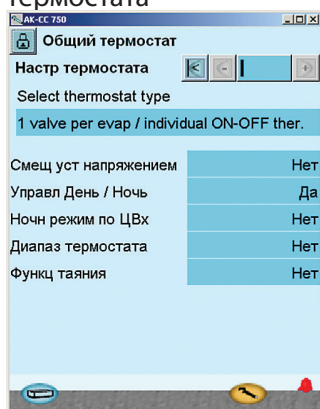 термостата
AK-CC 750
Общий термостат
Настр термостата
Select thermostat type
1 valve per evap / individual ON-OFF ther.
Смещ уст напряжением Нет
Управл День / Ночь Да
Ночн режим по ЦВх Нет
Диапаз термостата Нет
Функц таяния Нет